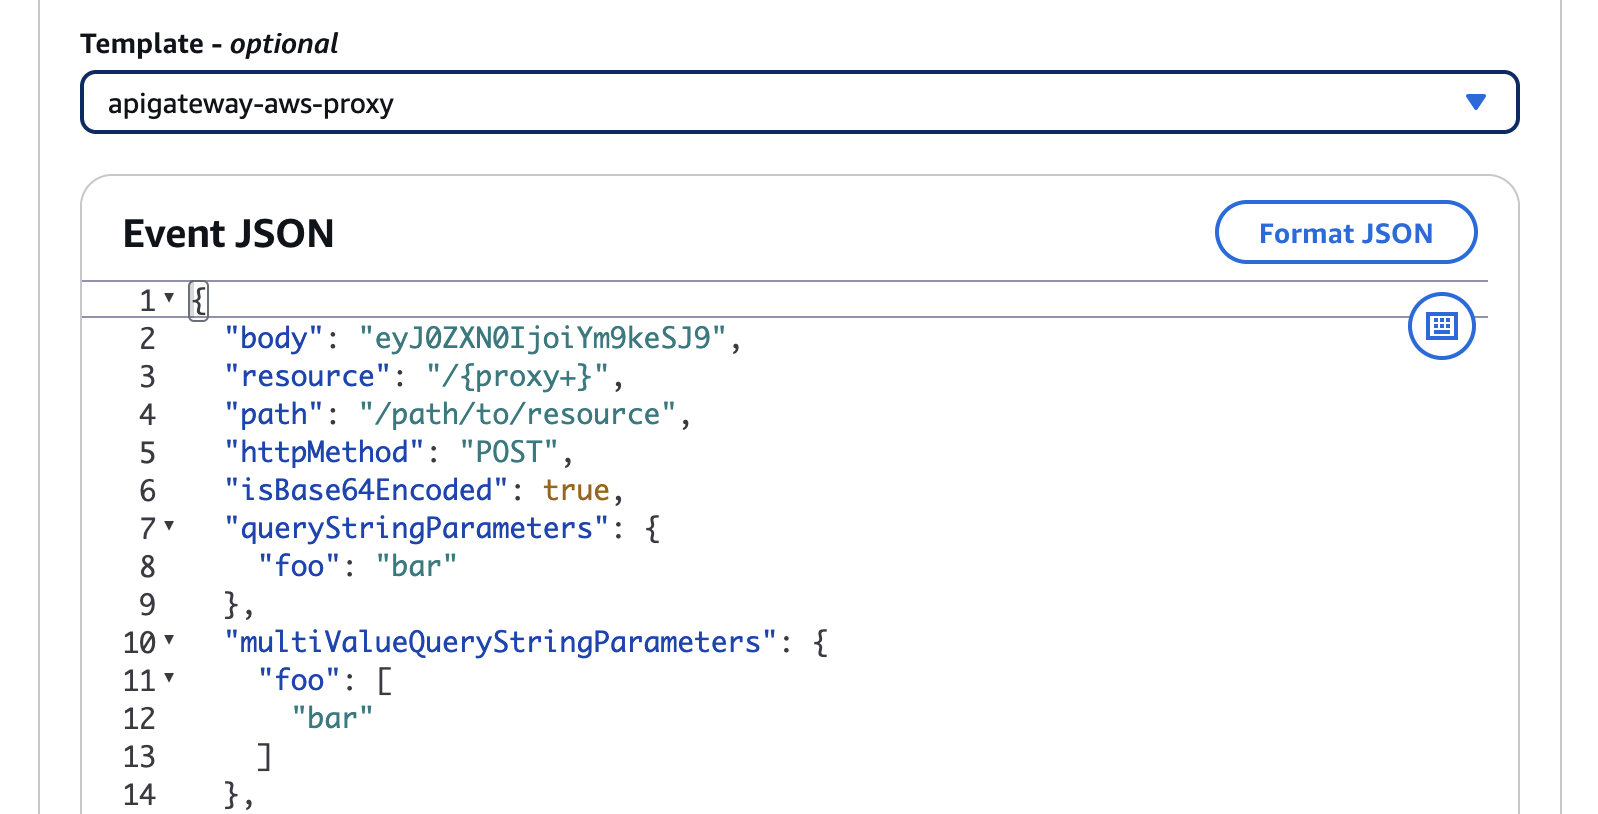 Template - optional
apigateway-aws-proxy
Event JSON
Format JSON
1 {
2 "body": "eyJ0ZXN0IjoiYm9keSJ9",
3 "resource": "/{proxy+}",
4 "path": "/path/to/resource",
5 "httpMethod": "POST",
6 "isBase64Encoded": true,
7 "queryStringParameters": {
8 "foo": "bar"
9 },
10 "multiValueQueryStringParameters": {
11 "foo": [
12 "bar"
13 ]
14 },